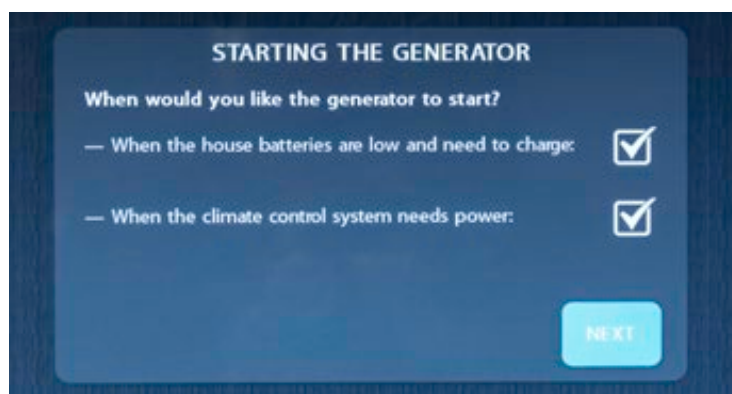 STARTING THE GENERATOR
When would you like the generator to start?
— When the house batteries are low and need to charge:
— When the climate control system needs power:
NEXT